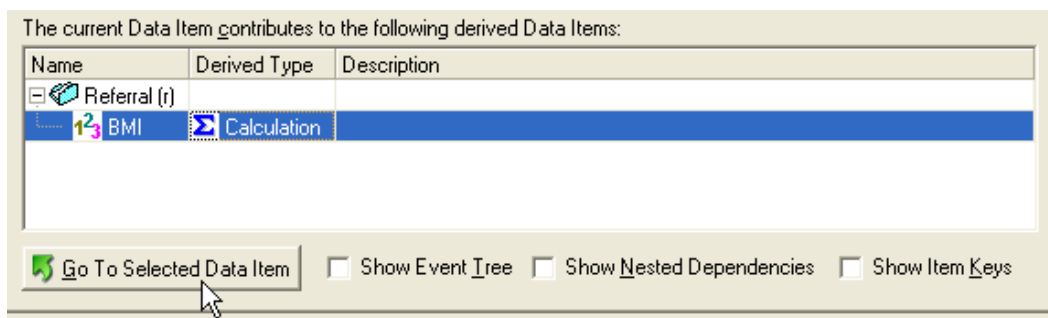 The current Data Item contributes to the following derived Data Items:
Name Derived Type Description
Referral (r)
123 BMI Σ Calculation
Go To Selected Data Item Show Event Tree Show Nested Dependencies Show Item Keys